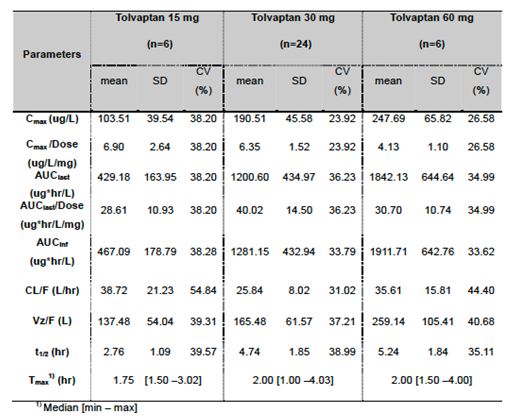 Parameters Tolvaptan 15 mg (n=6) Tolvaptan 30 mg (n=24) Tolvaptan 60 mg (n=6)
mean SD CV (%) mean SD CV (%) mean SD CV (%)
Cmax (ug/L) 103.51 39.54 38.20 190.51 45.58 23.92 247.69 65.82 26.58
Cmax /Dose (ug/L/mg) 6.90 2.64 38.20 6.35 1.52 23.92 4.13 1.10 26.58
AUClast (ug*hr/L) 429.18 163.95 38.20 1200.60 434.97 36.23 1842.13 644.64 34.99
AUClast/Dose (ug*hr/L/mg) 28.61 10.93 38.20 40.02 14.50 36.23 30.70 10.74 34.99
AUCinf (ug*hr/L) 467.09 178.79 38.28 1281.15 432.94 33.79 1911.71 642.76 33.62
CL/F (L/hr) 38.72 21.23 54.84 25.84 8.02 31.02 35.61 15.81 44.40
Vz/F (L) 137.48 54.04 39.31 165.48 61.57 37.21 259.14 105.41 40.68
t1/2 (hr) 2.76 1.09 39.57 4.74 1.85 38.99 5.24 1.84 35.11
Tmax1) (hr) 1.75 [1.50 –3.02] 2.00 [1.00 –4.03] 2.00 [1.50 –4.00]
1) Median [min – max]